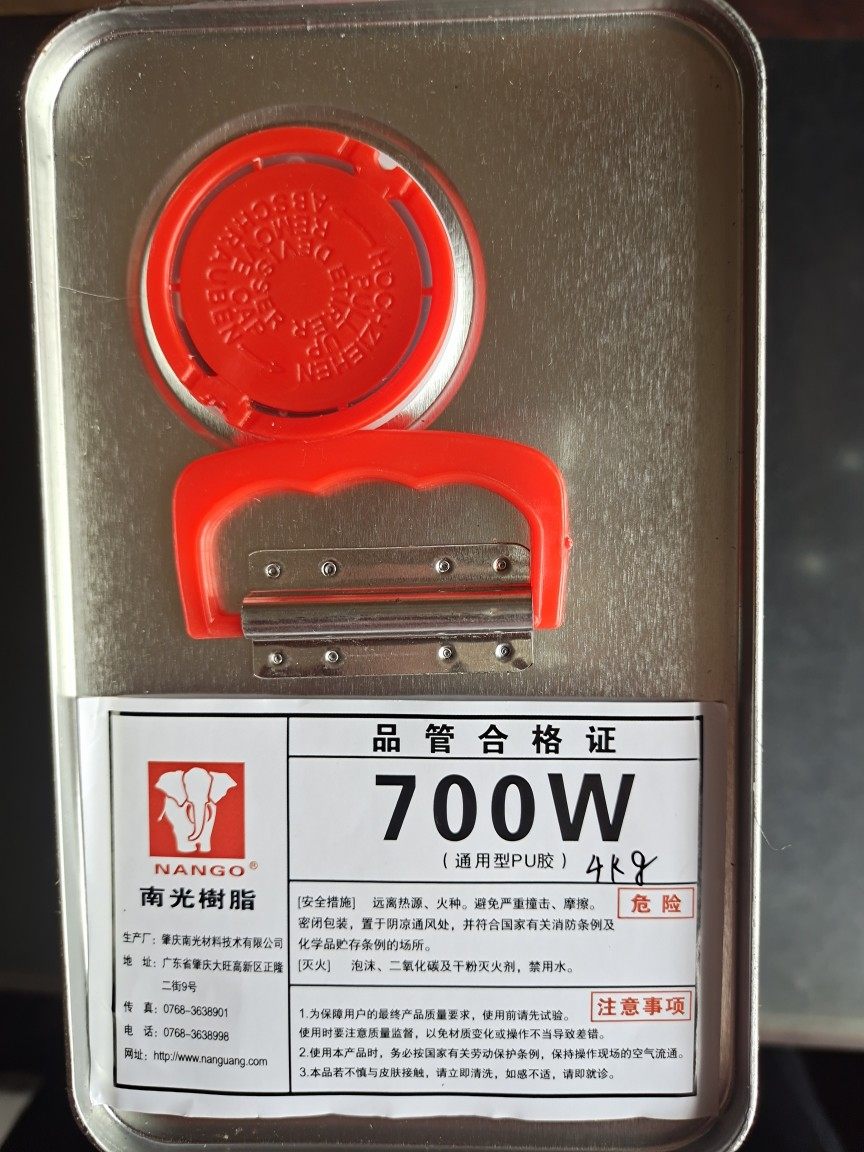 HOCHZIEHEN
PULL UP
ETIRER
DEVISSER
REMOVE CAP
ABSCHRAUBEN
品管合格证
700W
（通用型PU胶）
4Kg
NANGO®
南光樹脂
生产厂：肇庆南光材料技术有限公司
地 址：广东省肇庆大旺高新区正隆
二街9号
传 真：0768-3638901
电 话：0768-3638998
网址：http://www.nanguang.com
危险
[安全措施] 远离热源、火种。避免严重撞击、摩擦。
密闭包装，置于阴凉通风处，并符合国家有关消防条例及
化学品贮存条例的场所。
[灭火] 泡沫、二氧化碳及干粉灭火剂，禁用水。
注意事项
1.为保障用户的最终产品质量要求，使用前请先试验。
使用时要注意质量监督，以免材质变化或操作不当导致差错。
2.使用本产品时，务必按国家有关劳动保护条例，保持操作现场的空气流通。
3.本品若不慎与皮肤接触，请立即清洗，如感不适，请即就诊。